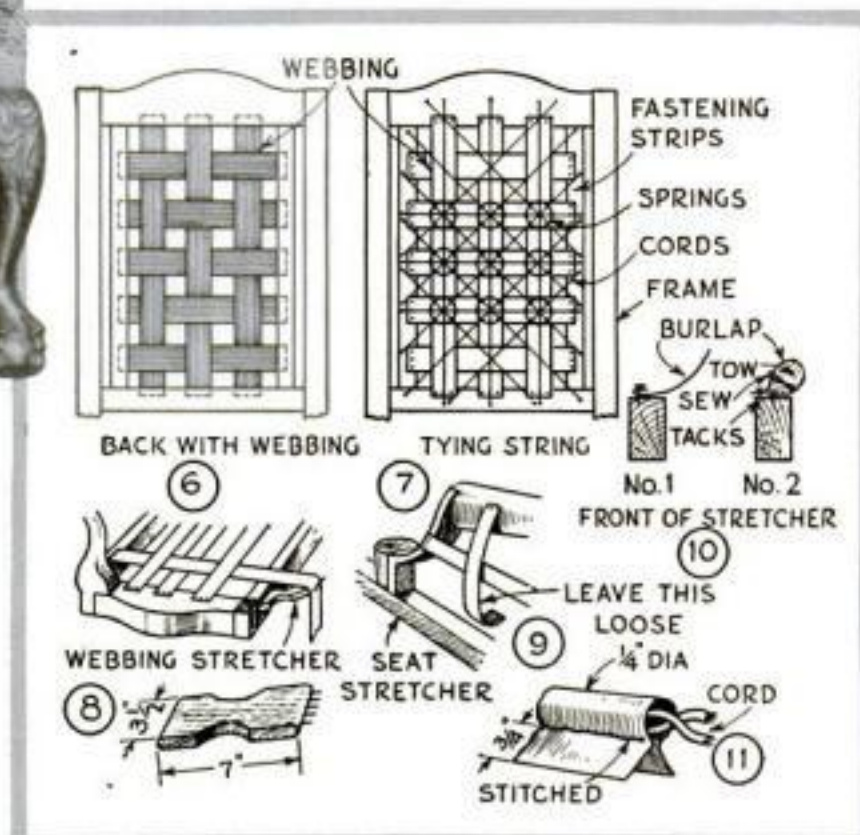 WEBBING
FASTENING
STRIPS
SPRINGS
CORDS
FRAME
BURLAP
TOW
SEW
TACKS
BACK WITH WEBBING
TYING STRING
No.1
No.2
6
7
FRONT OF STRETCHER
10
LEAVE THIS
LOOSE
9
WEBBING STRETCHER
SEAT
STRETCHER
1/4" DIA
CORD
8
3 1/2"
7"
3/8"
11
STITCHED